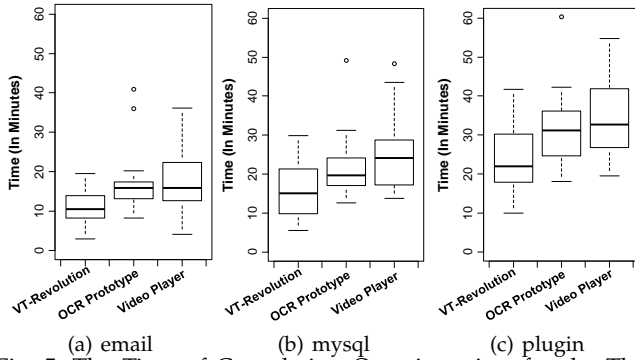 Time (In Minutes)
60
50
40
30
20
10
0
VT-Revolution
OCR Prototype
Video Player
(a) email
Time (In Minutes)
60
50
40
30
20
10
0
VT-Revolution
OCR Prototype
Video Player
(b) mysql
Time (In Minutes)
60
50
40
30
20
10
0
VT-Revolution
OCR Prototype
Video Player
(c) plugin